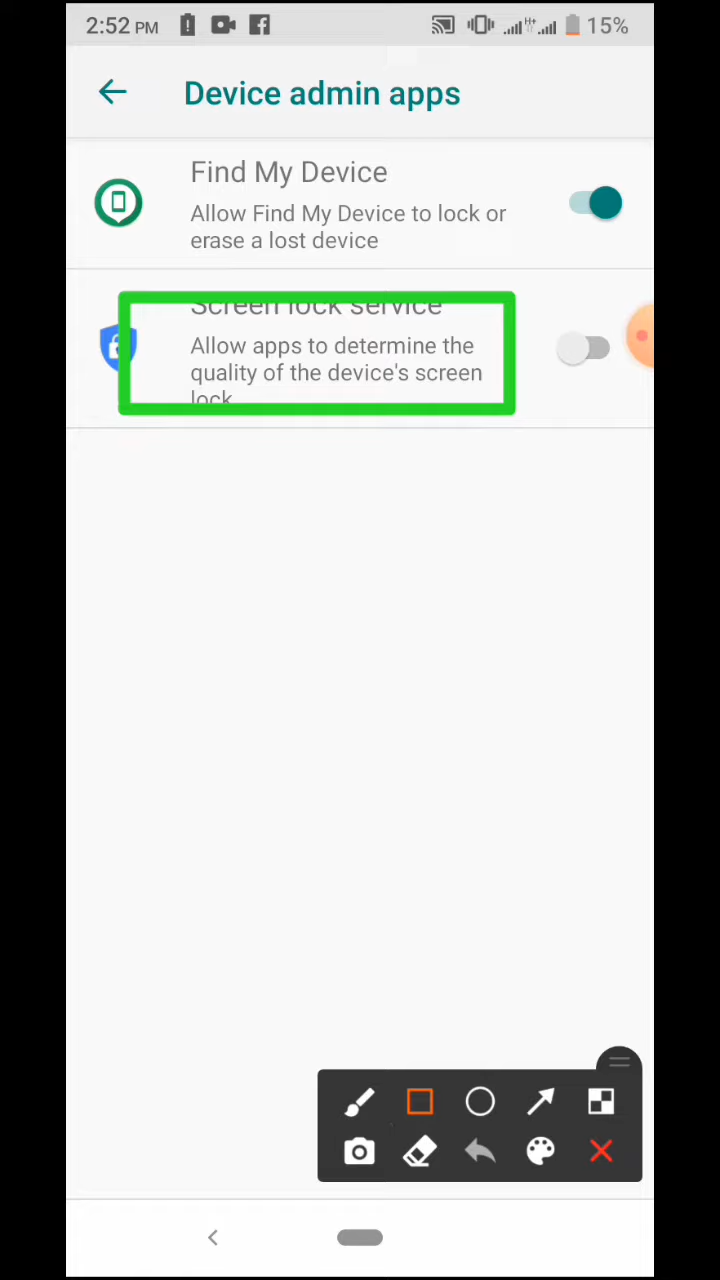 2:52 PM
H+
15%
Device admin apps
Find My Device
Allow Find My Device to lock or
erase a lost device
Screen lock service
Allow apps to determine the
quality of the device's screen
lock